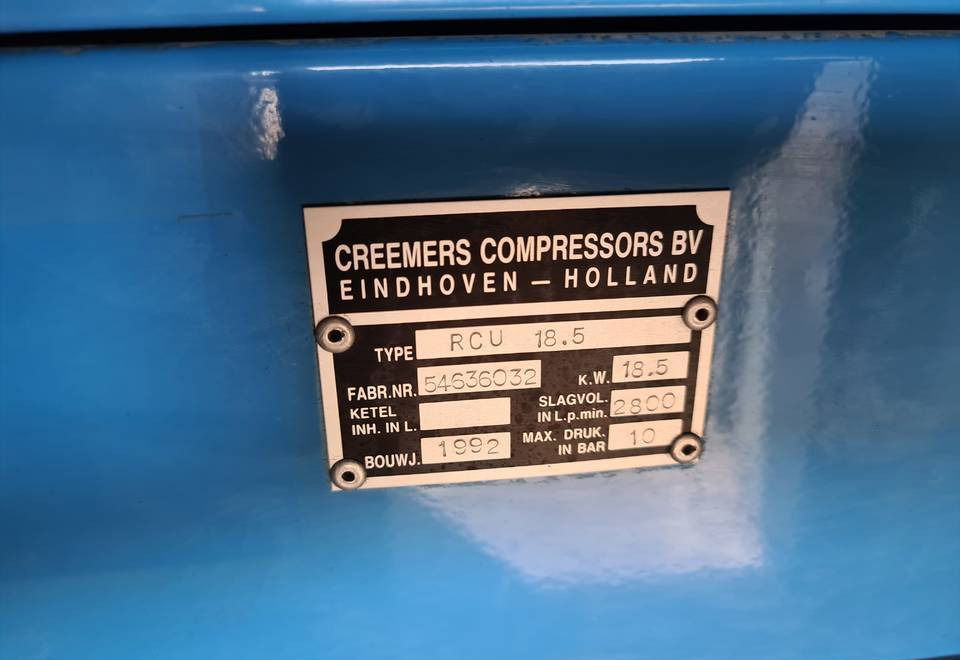 CREEMERS COMPRESSORS BV
EINDHOVEN — HOLLAND
TYPE RCU 18.5
FABR.NR. 54636032
K.W. 18.5
KETEL
INH. IN L.
SLAGVOL.
IN L.p.min. 2800
BOUWJ. 1992
MAX. DRUK.
IN BAR 10